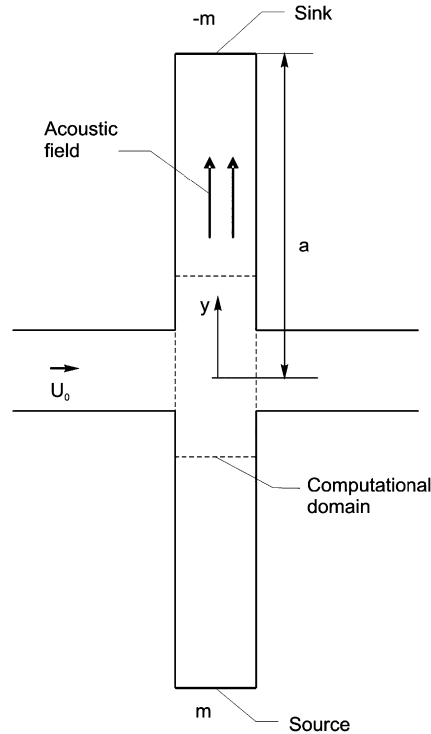 -m
Sink
Acoustic
field
a
y
U₀
Computational
domain
m
Source